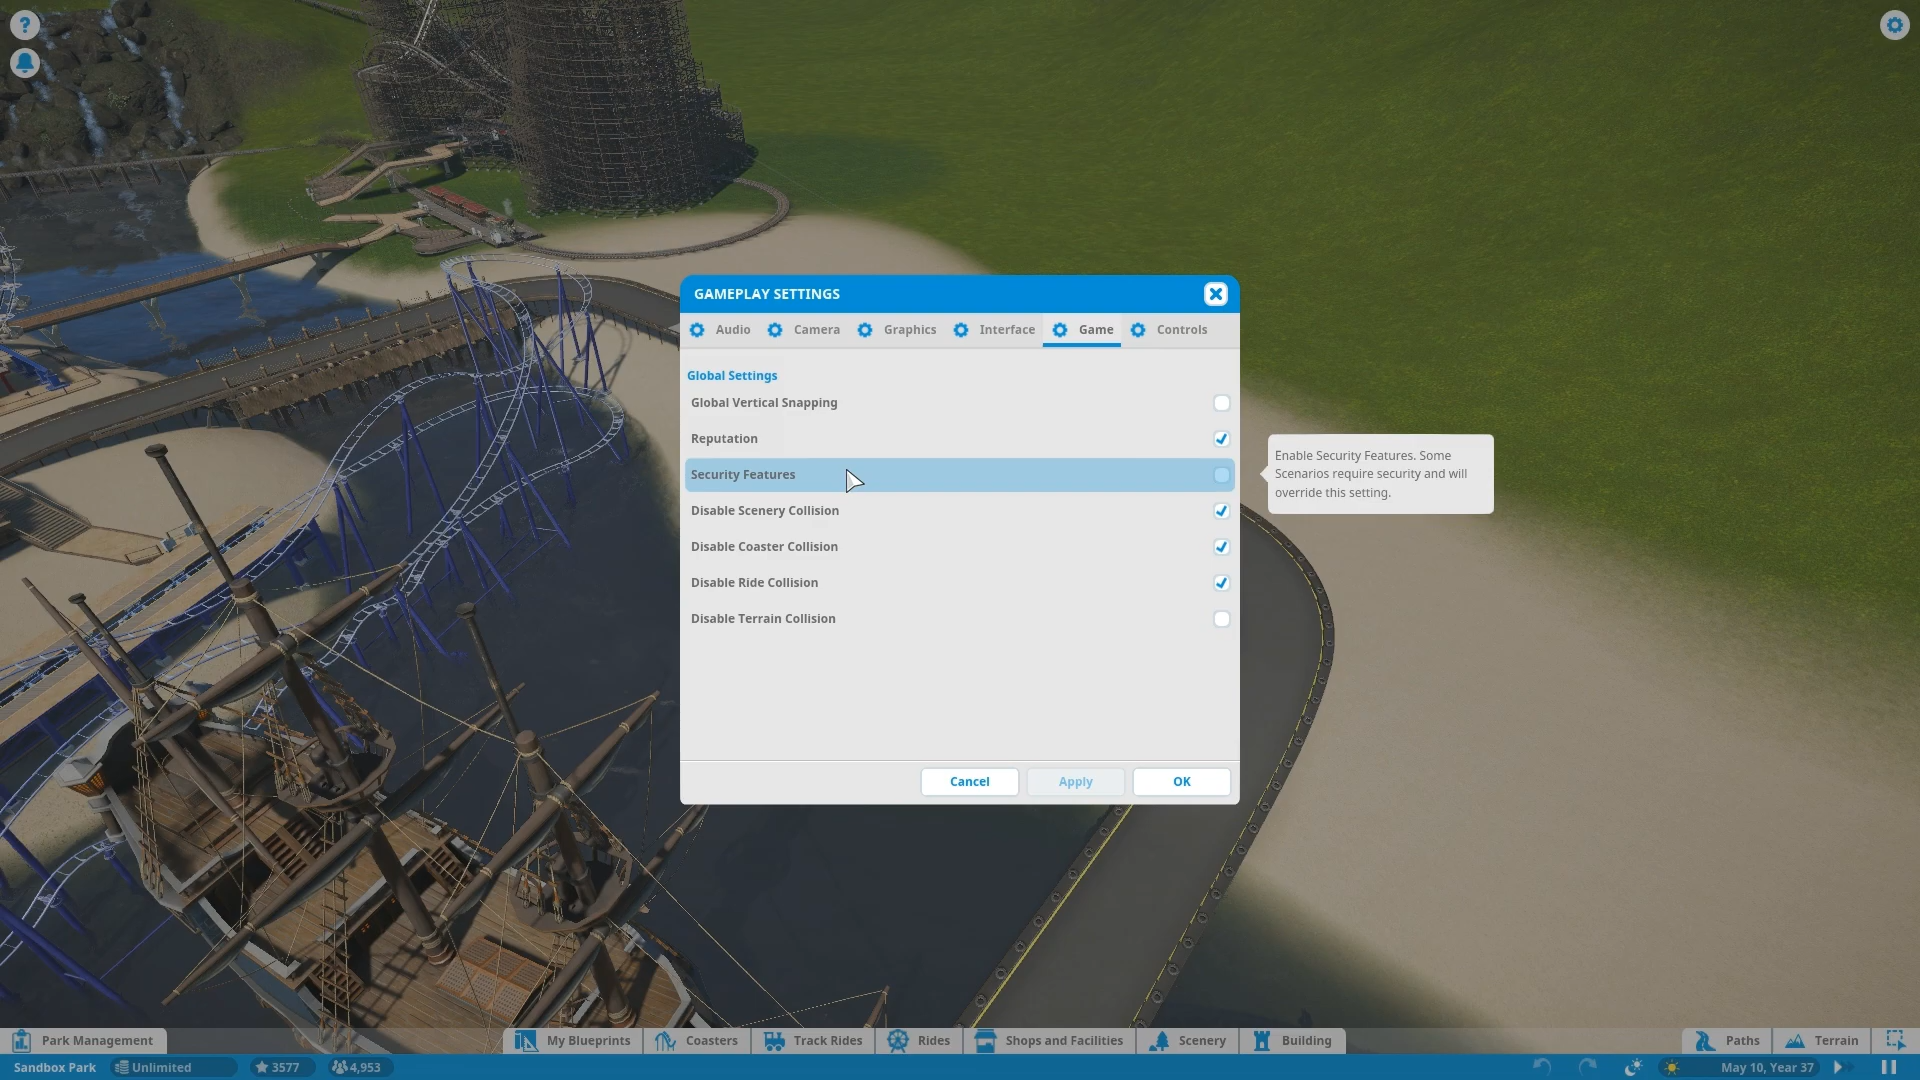 ?
GAMEPLAY SETTINGS
Audio Camera Graphics Interface Game Controls
Global Settings
Global Vertical Snapping
Reputation
Security Features
Disable Scenery Collision
Disable Coaster Collision
Disable Ride Collision
Disable Terrain Collision
Enable Security Features. Some
Scenarios require security and will
override this setting.
Cancel Apply OK
Park Management My Blueprints Coasters Track Rides Rides Shops and Facilities Scenery Building Paths Terrain
Sandbox Park Unlimited 3577 4,953 May 10, Year 37